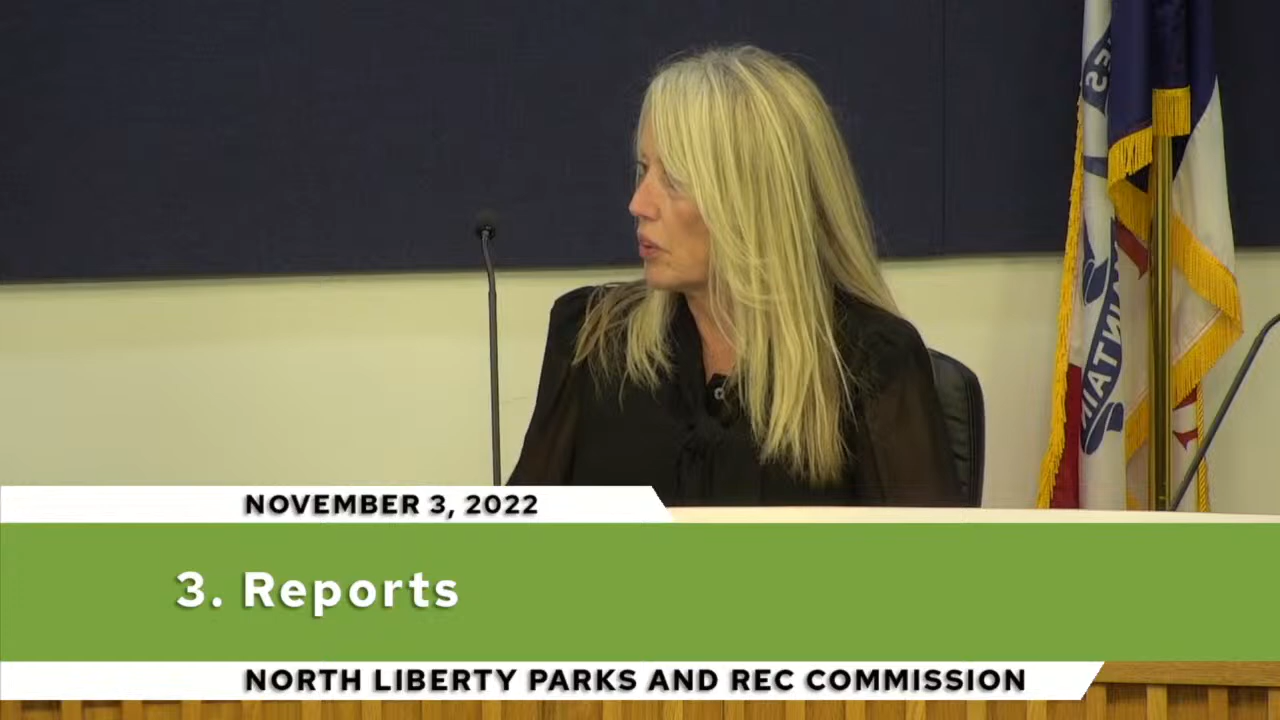 NOVEMBER 3, 2022
3. Reports
NORTH LIBERTY PARKS AND REC COMMISSION